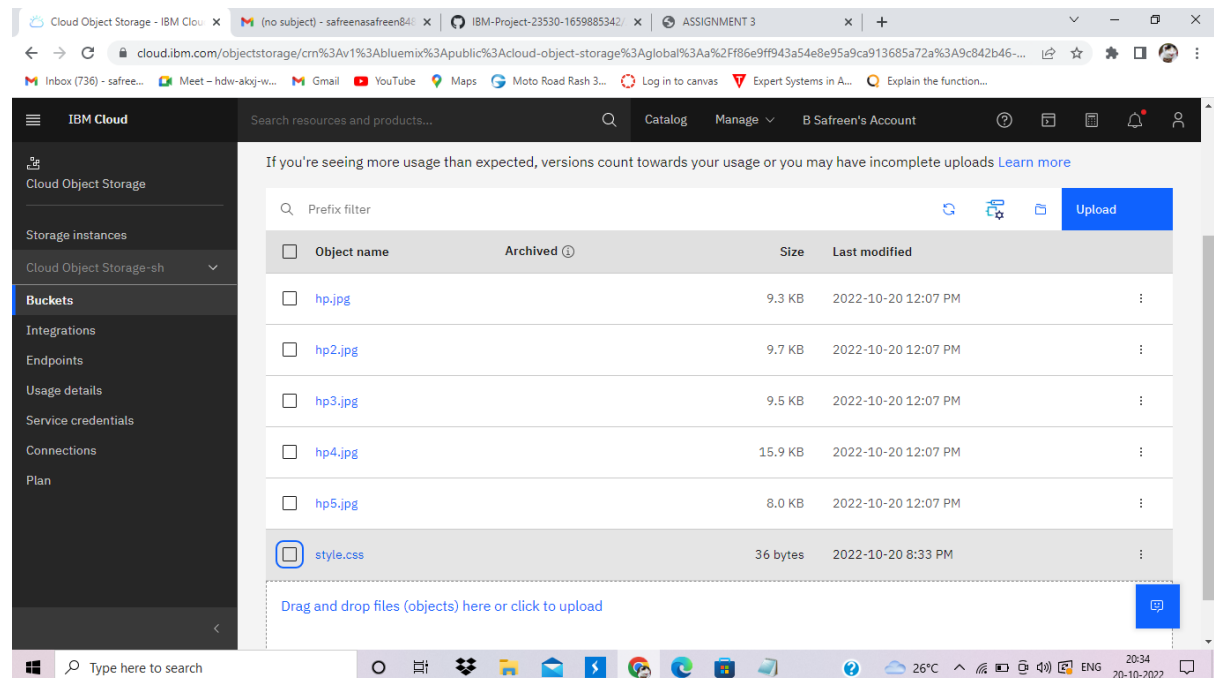 Cloud Object Storage - IBM Clou
(no subject) - safreenasafreen848
IBM-Project-23530-1659885342/
ASSIGNMENT 3
cloud.ibm.com/objectstorage/crn%3Av1%3Abluemix%3Apublic%3Acloud-object-storage%3Aglobal%3Aa%2Ff86e9ff943a54e8e95a9ca913685a72a%3A9c842b46-...
Inbox (736) - safree... Meet – hdw-akxj-w... Gmail YouTube Maps Moto Road Rash 3... Log in to canvas Expert Systems in A... Explain the function...
IBM Cloud Search resources and products... Catalog Manage B Safreen's Account
Cloud Object Storage
Storage instances
Cloud Object Storage-sh
Buckets
Integrations
Endpoints
Usage details
Service credentials
Connections
Plan
If you're seeing more usage than expected, versions count towards your usage or you may have incomplete uploads Learn more
Prefix filter Upload
Object name Archived Size Last modified
hp.jpg 9.3 KB 2022-10-20 12:07 PM
hp2.jpg 9.7 KB 2022-10-20 12:07 PM
hp3.jpg 9.5 KB 2022-10-20 12:07 PM
hp4.jpg 15.9 KB 2022-10-20 12:07 PM
hp5.jpg 8.0 KB 2022-10-20 12:07 PM
style.css 36 bytes 2022-10-20 8:33 PM
Drag and drop files (objects) here or click to upload
Type here to search 26°C ENG 20:34
20-10-2022